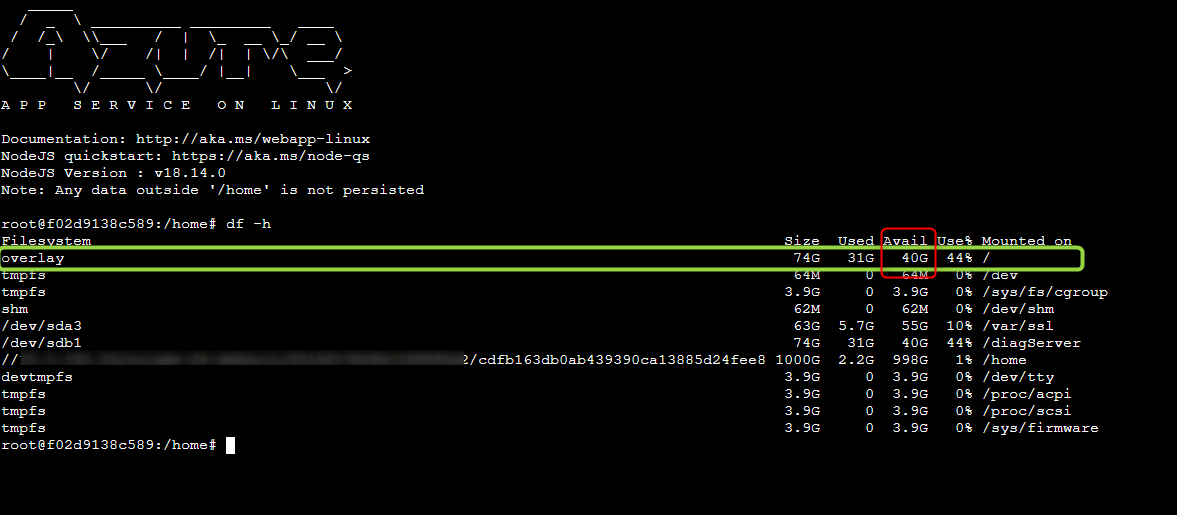 Azure
A P P   S E R V I C E   O N   L I N U X
Documentation: http://aka.ms/webapp-linux
NodeJS quickstart: https://aka.ms/node-qs
NodeJS Version : v18.14.0
Note: Any data outside '/home' is not persisted
root@f02d9138c589:/home# df -h
Filesystem Size Used Avail Use% Mounted on
overlay 74G 31G 40G 44% /
tmpfs 64M 0 64M 0% /dev
tmpfs 3.9G 0 3.9G 0% /sys/fs/cgroup
shm 62M 0 62M 0% /dev/shm
/dev/sda3 63G 5.7G 55G 10% /var/ssl
/dev/sdb1 74G 31G 40G 44% /diagServer
// 2/cdfb163db0ab439390ca13885d24fee8 1000G 2.2G 998G 1% /home
devtmpfs 3.9G 0 3.9G 0% /dev/tty
tmpfs 3.9G 0 3.9G 0% /proc/acpi
tmpfs 3.9G 0 3.9G 0% /proc/scsi
tmpfs 3.9G 0 3.9G 0% /sys/firmware
root@f02d9138c589:/home#